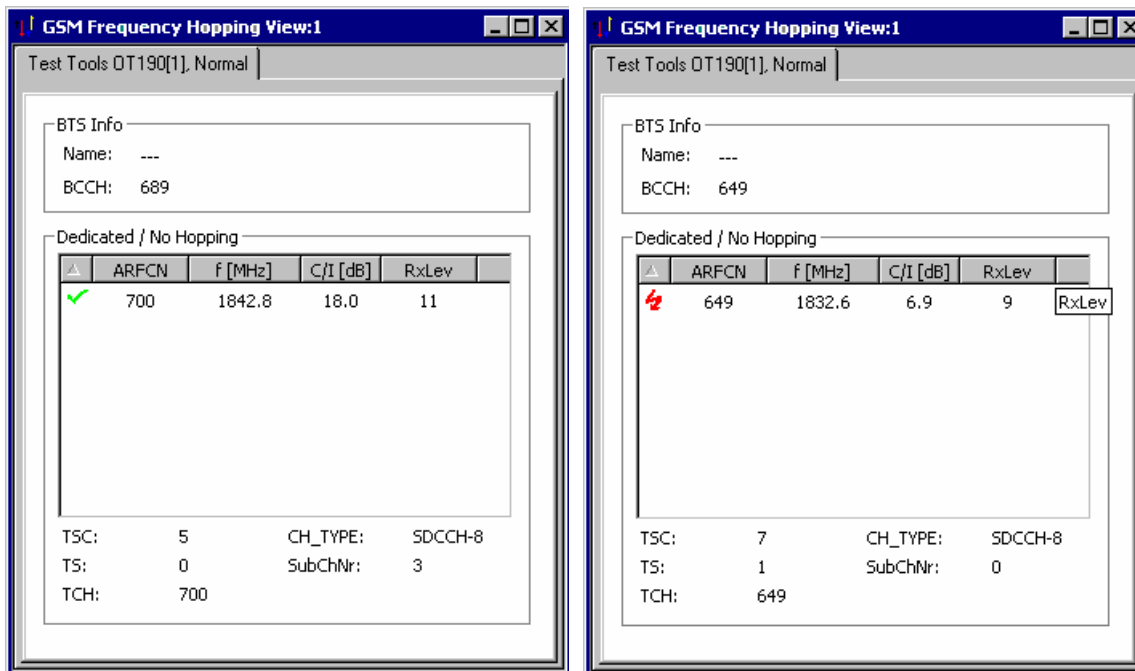 GSM Frequency Hopping View:1
Test Tools OT190[1], Normal
BTS Info
Name: ---
BCCH: 689
Dedicated / No Hopping
ARFCN f [MHz] C/I [dB] RxLev
700 1842.8 18.0 11
TSC: 5 CH_TYPE: SDCCH-8
TS: 0 SubChNr: 3
TCH: 700
GSM Frequency Hopping View:1
Test Tools OT190[1], Normal
BTS Info
Name: ---
BCCH: 649
Dedicated / No Hopping
ARFCN f [MHz] C/I [dB] RxLev
649 1832.6 6.9 9 RxLev
TSC: 7 CH_TYPE: SDCCH-8
TS: 1 SubChNr: 0
TCH: 649